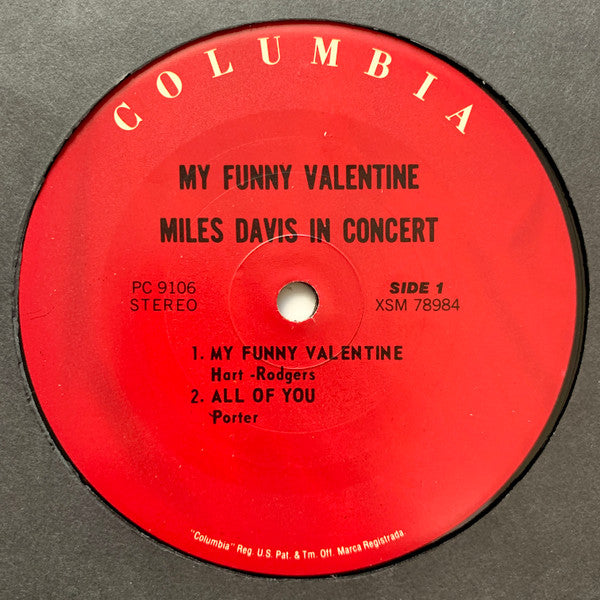 COLUMBIA
MY FUNNY VALENTINE
MILES DAVIS IN CONCERT
PC 9106
STEREO
SIDE 1
XSM 78984
1. MY FUNNY VALENTINE
Hart -Rodgers
2. ALL OF YOU
Porter
"Columbia" Reg. U.S. Pat. & Tm. Off. Marca Registrada.